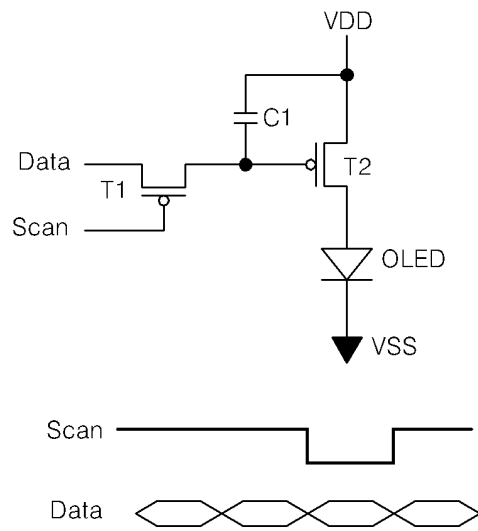 VDD
C1
Data
T1
T2
Scan
OLED
VSS
Scan
Data